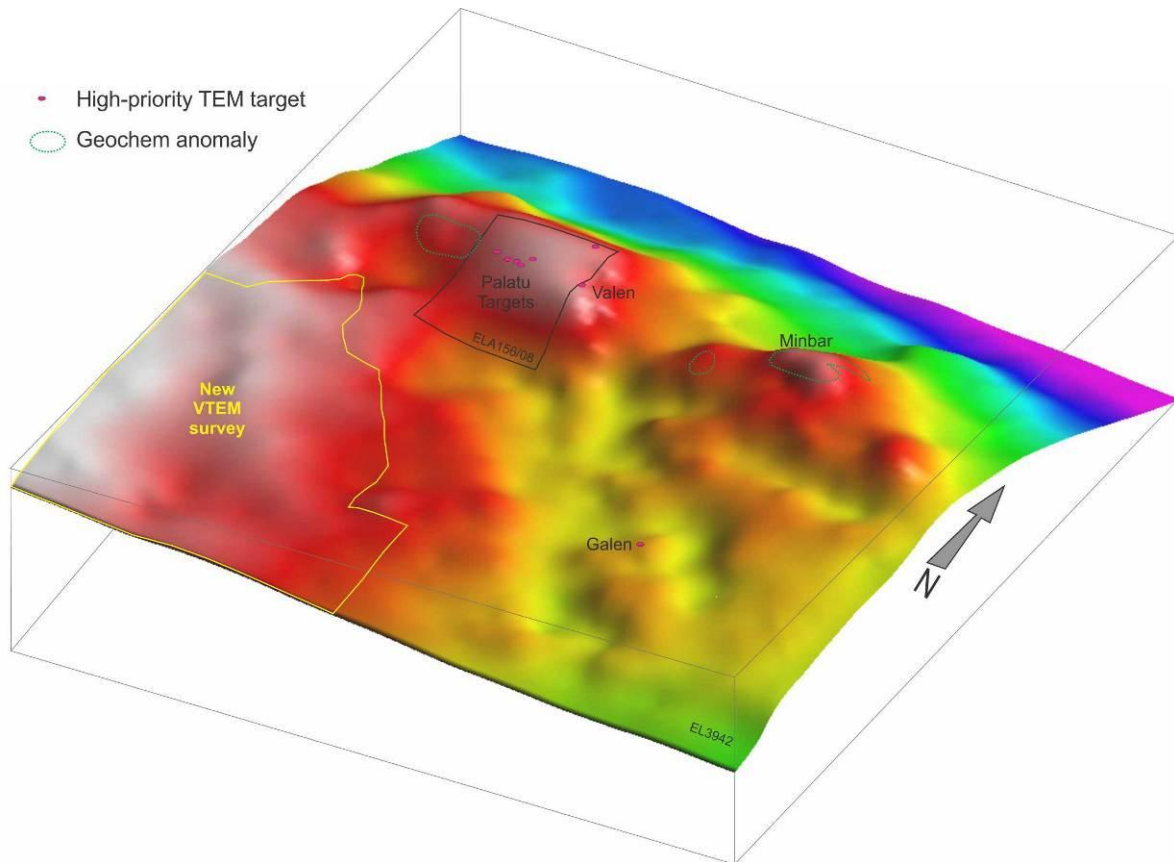 High-priority TEM target
Geochem anomaly
Palatu
Targets
Valen
ELA156/08
Minbar
New
VTEM
survey
Galen
N
EL3942